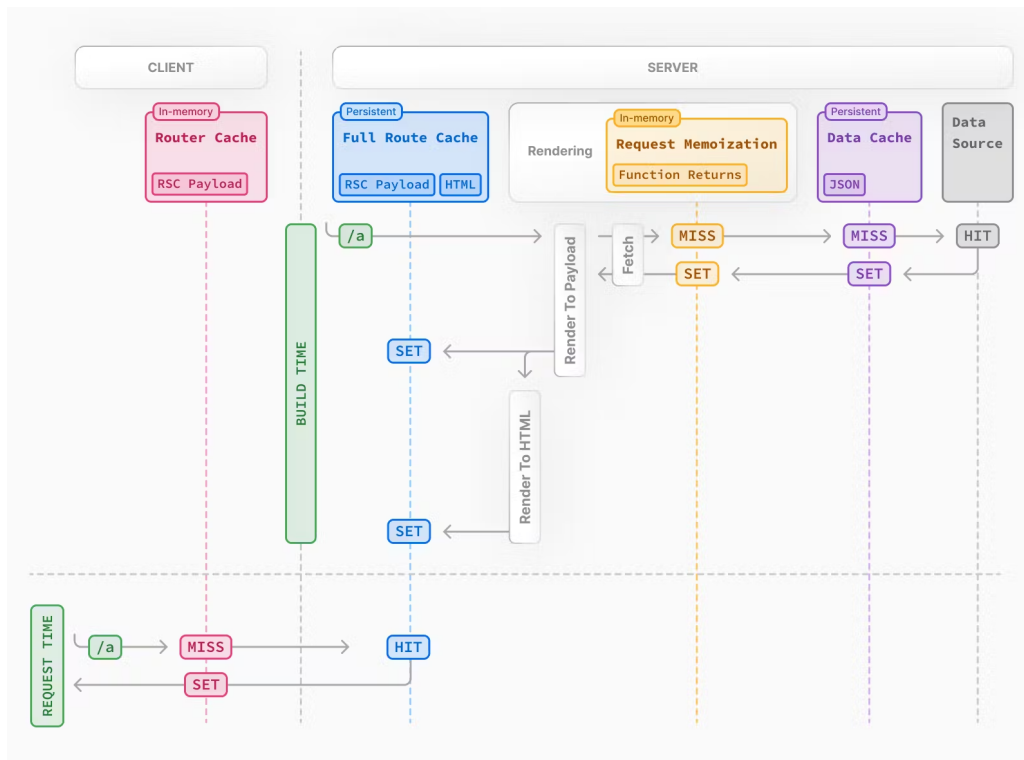 CLIENT
SERVER
In-memory
Router Cache
RSC Payload
Persistent
Full Route Cache
RSC Payload
HTML
Rendering
In-memory
Request Memoization
Function Returns
Persistent
Data Cache
JSON
Data
Source
BUILD TIME
/a
Render To Payload
Fetch
MISS
MISS
HIT
SET
SET
SET
Render To HTML
SET
REQUEST TIME
/a
MISS
HIT
SET